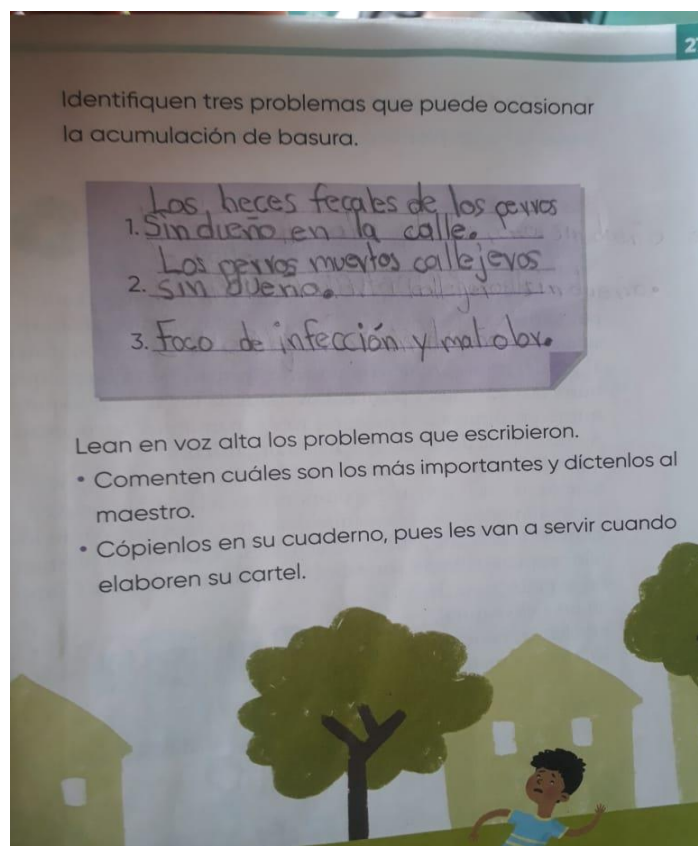 2
Identifiquen tres problemas que puede ocasionar
la acumulación de basura.
Las heces fecales de los perros
1. Sin dueño en la calle.
Los perros muertos callejeros
2. sin dueño.
3. Foco de infección y mal olor.
Lean en voz alta los problemas que escribieron.
• Comenten cuáles son los más importantes y díctenlos al
maestro.
• Cópienlos en su cuaderno, pues les van a servir cuando
elaboren su cartel.